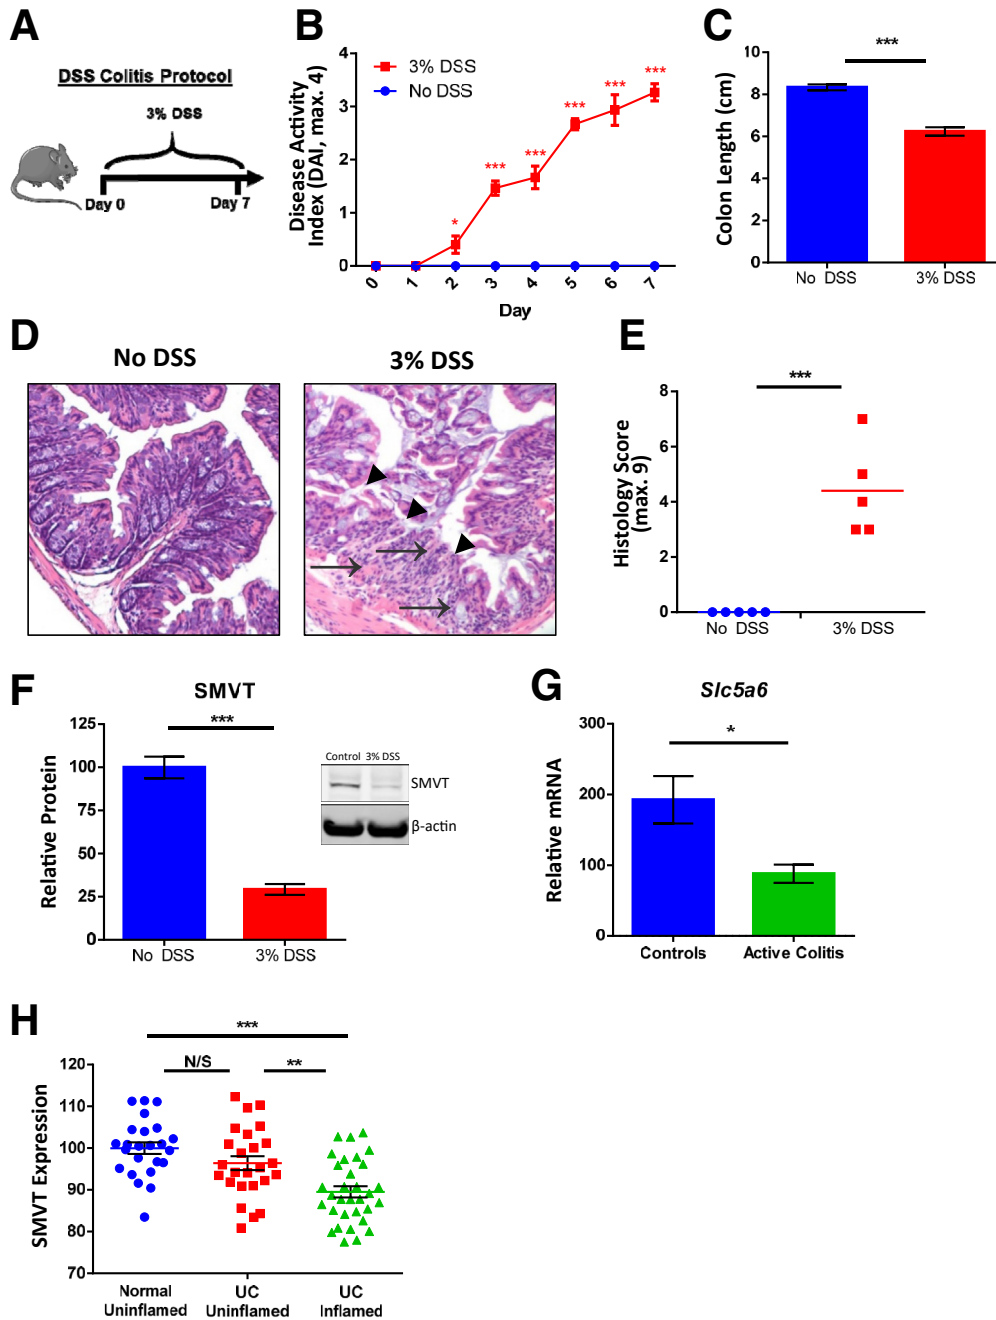 A
DSS Colitis Protocol
3% DSS
Day 0
Day 7
B
Disease Activity
Index (DAI, max. 4)
4
3
2
1
0
3% DSS
No DSS
*
***
***
***
***
***
0
1
2
3
4
5
6
7
Day
C
***
Colon Length (cm)
10
8
6
4
2
0
No DSS
3% DSS
D
No DSS
3% DSS
E
***
Histology Score
(max. 9)
8
6
4
2
0
No DSS
3% DSS
F
SMVT
***
Relative Protein
125
100
75
50
25
0
No DSS
3% DSS
Control 3% DSS
SMVT
β-actin
G
Slc5a6
*
Relative mRNA
300
200
100
0
Controls
Active Colitis
H
***
N/S
**
SMVT Expression
120
110
100
90
80
70
Normal
Uninflamed
UC
Uninflamed
UC
Inflamed